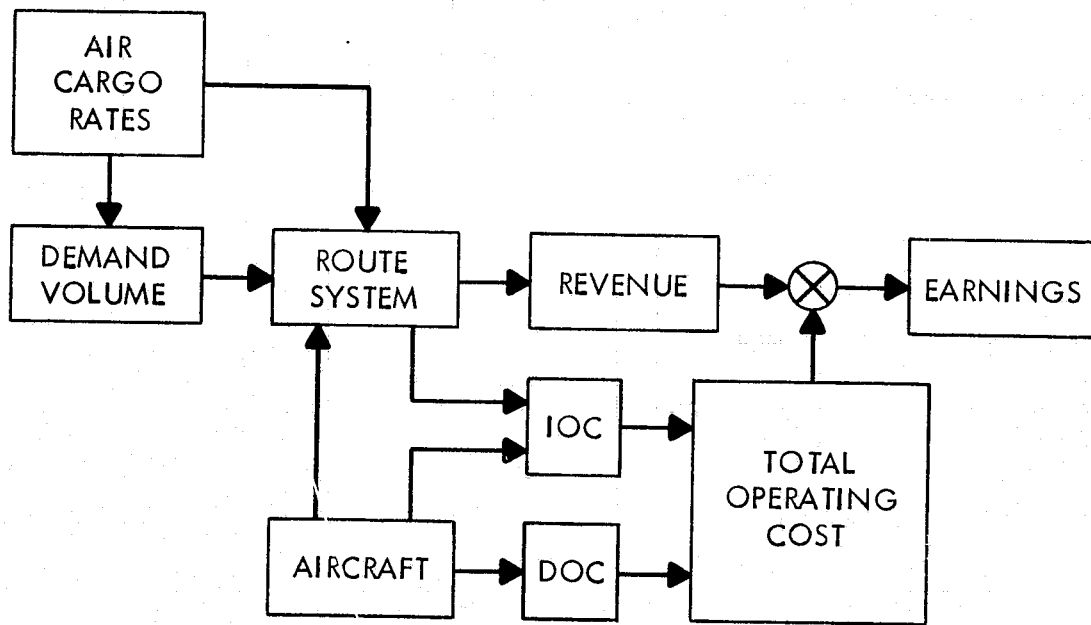 AIR
CARGO
RATES
DEMAND
VOLUME
ROUTE
SYSTEM
REVENUE
EARNINGS
IOC
TOTAL
OPERATING
COST
AIRCRAFT
DOC